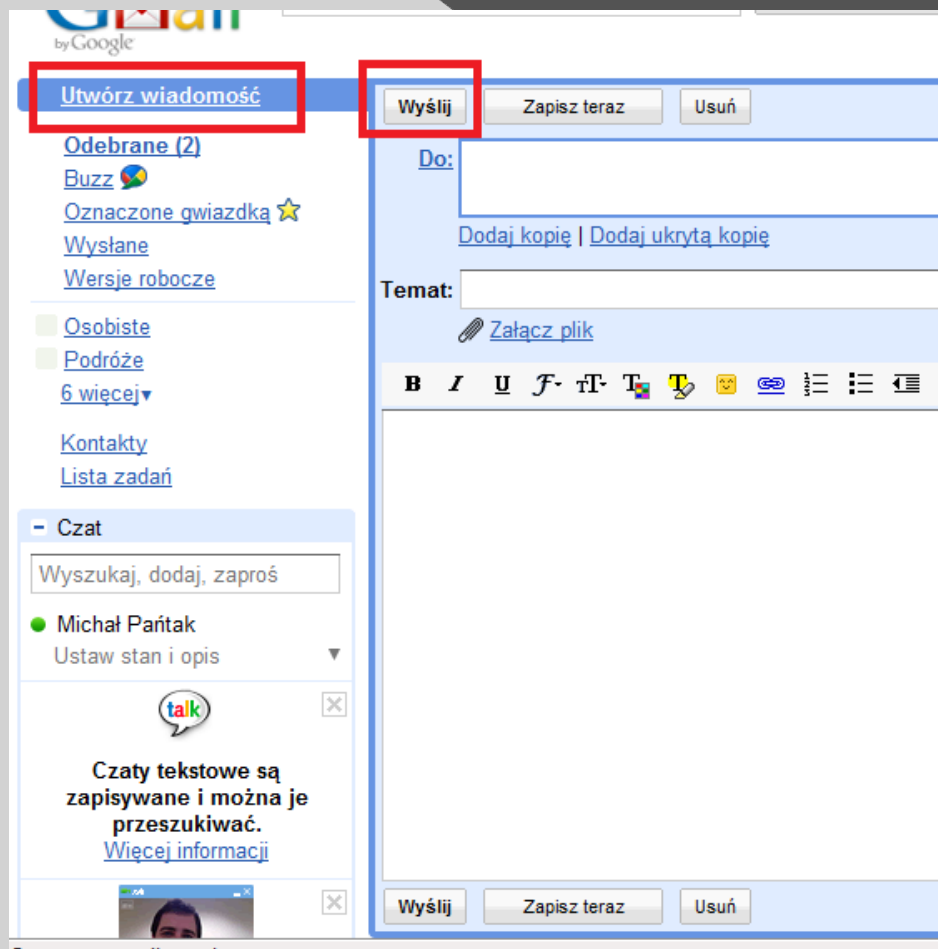 GMail
by Google
Utwórz wiadomość
Odebrane (2)
Buzz
Oznaczone gwiazdką
Wysłane
Wersje robocze
Osobiste
Podróże
6 więcej▾
Kontakty
Lista zadań
− Czat
Wyszukaj, dodaj, zaproś
Michał Pańtak
Ustaw stan i opis
talk
Czaty tekstowe są
zapisywane i można je
przeszukiwać.
Więcej informacji
Wyślij Zapisz teraz Usuń
Do:
Dodaj kopię | Dodaj ukrytą kopię
Temat:
Załącz plik
B I U F T T T
Wyślij Zapisz teraz Usuń